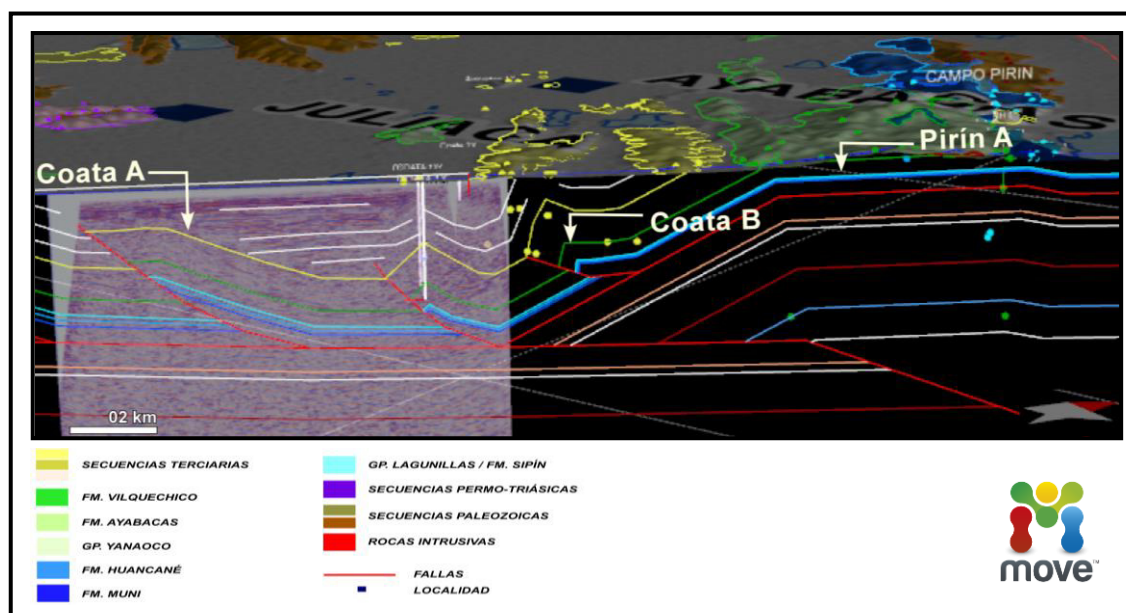 CAMPO PIRIN
JULIACA
AYABACAS
Pirín A
Coata A
Coata B
02 km
SECUENCIAS TERCIARIAS
FM. VILQUECHICO
FM. AYABACAS
GP. YANAOCO
FM. HUANCANÉ
FM. MUNI
GP. LAGUNILLAS / FM. SIPÍN
SECUENCIAS PERMO-TRIÁSICAS
SECUENCIAS PALEOZOICAS
ROCAS INTRUSIVAS
FALLAS
LOCALIDAD
move™